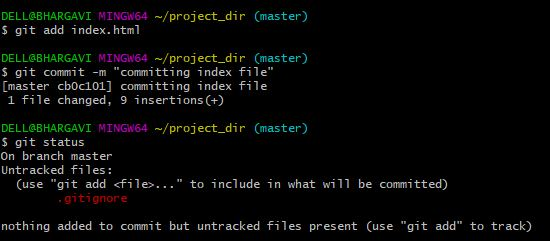 DELL@BHARGAVI MINGW64 ~/project_dir (master)
$ git add index.html
DELL@BHARGAVI MINGW64 ~/project_dir (master)
$ git commit -m "committing index file"
[master cb0c101] committing index file
 1 file changed, 9 insertions(+)
DELL@BHARGAVI MINGW64 ~/project_dir (master)
$ git status
On branch master
Untracked files:
  (use "git add <file>..." to include in what will be committed)
        .gitignore
nothing added to commit but untracked files present (use "git add" to track)